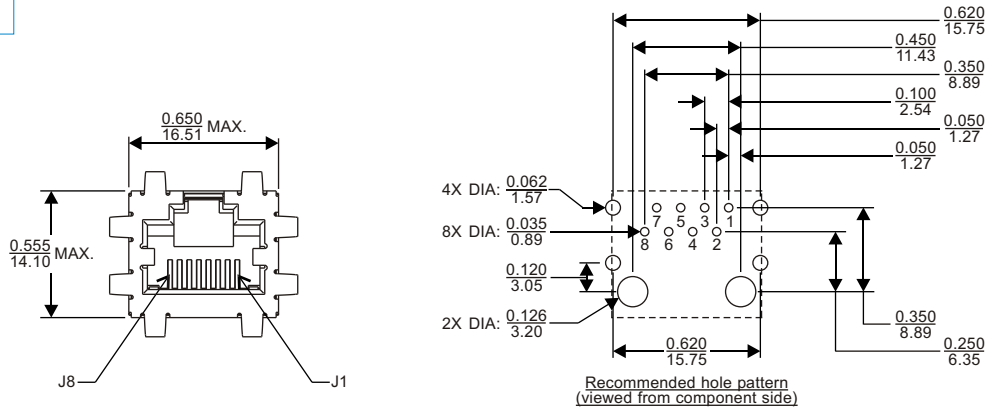 0.650
16.51 MAX.
0.555
14.10 MAX.
J8
J1
0.620
15.75
0.450
11.43
0.350
8.89
0.100
2.54
0.050
1.27
0.050
1.27
4X DIA: 0.062
1.57
8X DIA: 0.035
0.89
0.120
3.05
2X DIA: 0.126
3.20
7 5 3 1
8 6 4 2
0.350
8.89
0.250
6.35
0.620
15.75
Recommended hole pattern
(viewed from component side)